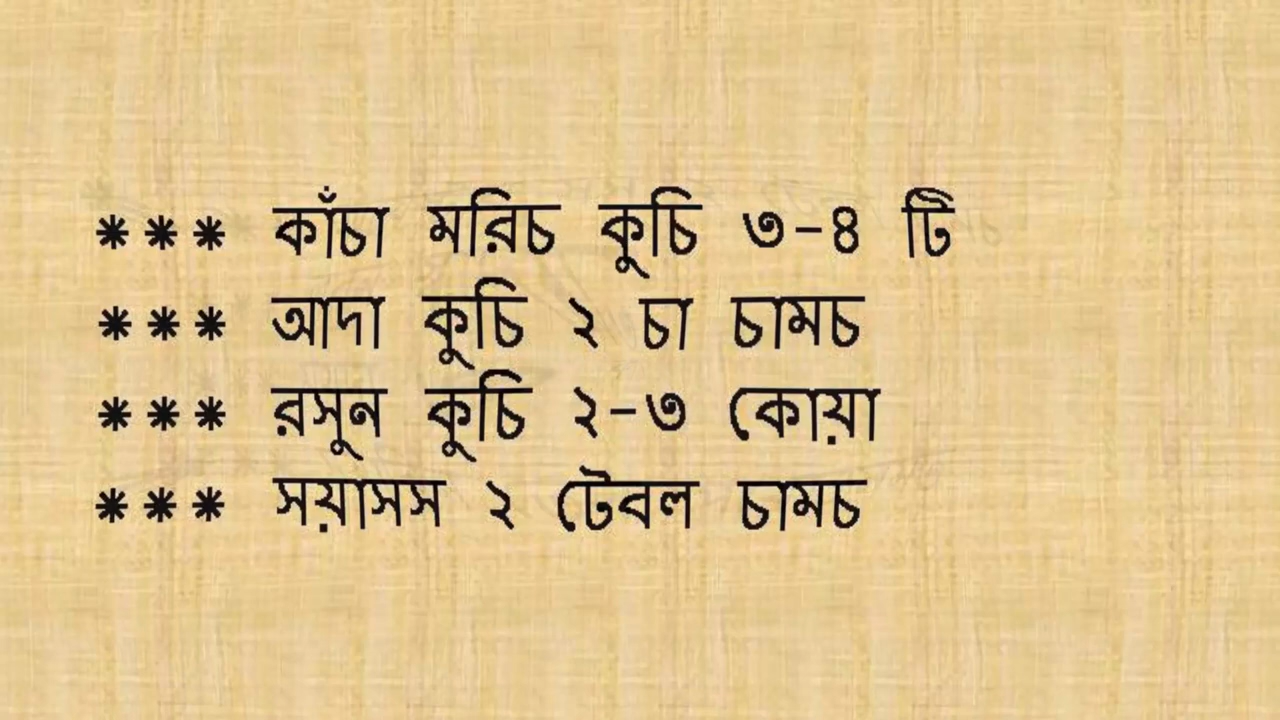 *** কাঁচা মরিচ কুচি ৩-৪ টি
*** আদা কুচি ২ চা চামচ
*** রসুন কুচি ২-৩ কোয়া
*** সয়াসস ২ টেবল চামচ